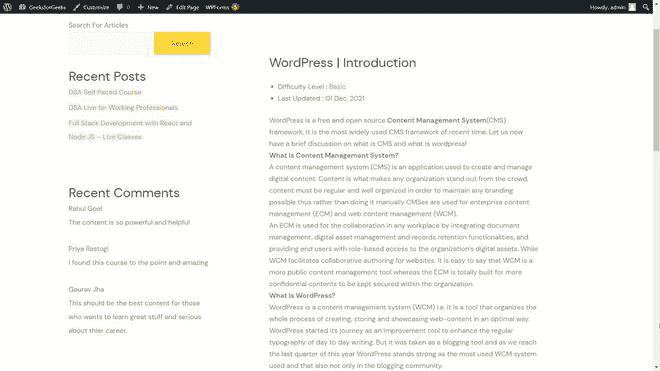 GeeksForGeeks Customize 0 New Edit Page WPForms 5 Howdy, admin
Search For Articles
Search
Recent Posts
DSA Self Paced Course
DSA Live for Working Professionals
Full Stack Development with React and
Node JS – Live Classes
Recent Comments
Rahul Goel
The content is so powerful and helpful
Priya Rastogi
I found this course to the point and amazing
Gaurav Jha
This should be the best content for those
who wants to learn great stuff and serious
about thier career.
WordPress | Introduction
Difficulty Level : Basic
Last Updated : 01 Dec, 2021
WordPress is a free and open source Content Management System(CMS)
framework. It is the most widely used CMS framework of recent time. Let us now
have a brief discussion on what is CMS and what is wordpress!
What is Content Management System?
A content management system (CMS) is an application used to create and manage
digital content. Content is what makes any organization stand out from the crowd,
content must be regular and well organized in order to maintain any branding
possible thus rather than doing it manually CMSes are used for enterprise content
management (ECM) and web content management (WCM).
An ECM is used for the collaboration in any workplace by integrating document
management, digital asset management and records retention functionalities, and
providing end users with role-based access to the organization's digital assets. While
WCM facilitates collaborative authoring for websites. It is easy to say that WCM is a
more public content management tool whereas the ECM is totally built for more
confidential contents to be kept secured within the organization.
What is WordPress?
WordPress is a content management system (WCM) i.e. it is a tool that organizes the
whole process of creating, storing and showcasing web-content in an optimal way.
WordPress started its journey as an improvement tool to enhance the regular
typography of day to day writing. But it was taken as a blogging tool and as we reach
the last quarter of this year WordPress stands strong as the most used WCM system
used and that also not only in the blogging community.